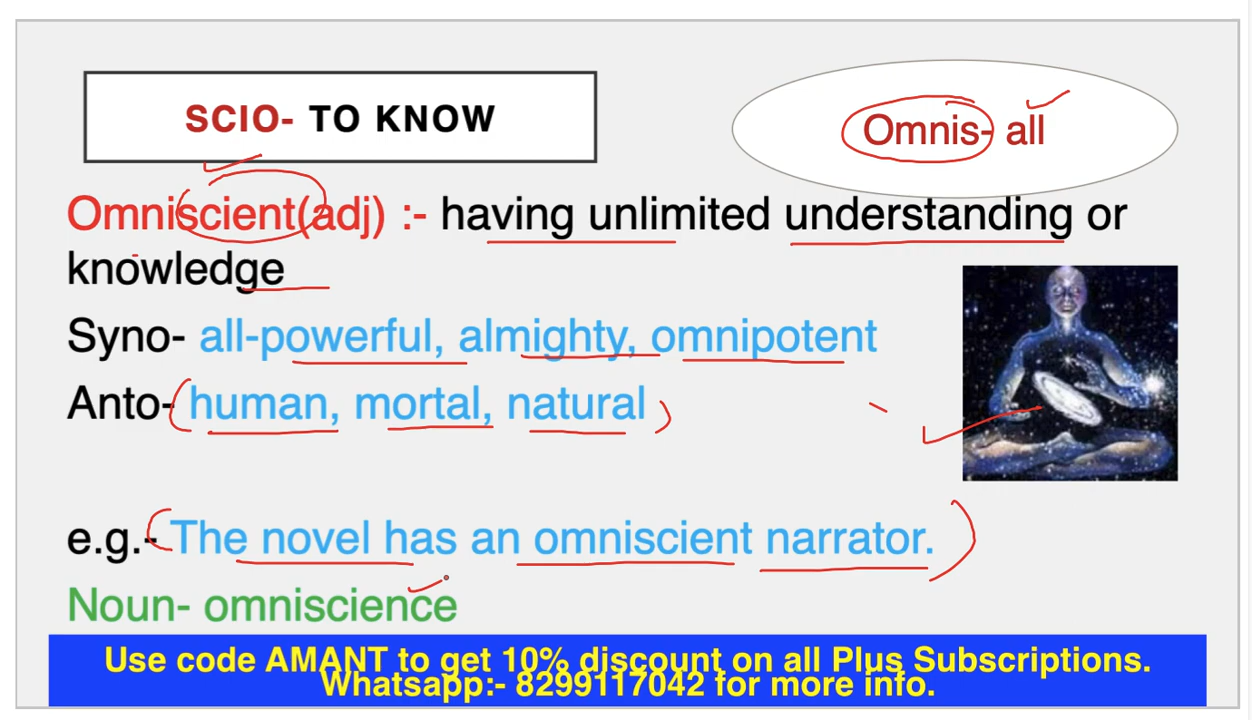 SCIO- TO KNOW
Omnis- all
Omniscient(adj) :- having unlimited understanding or
knowledge
Syno- all-powerful, almighty, omnipotent
Anto- human, mortal, natural
e.g.- The novel has an omniscient narrator.
Noun- omniscience
Use code AMANT to get 10% discount on all Plus Subscriptions.
Whatsapp:- 8299117042 for more info.